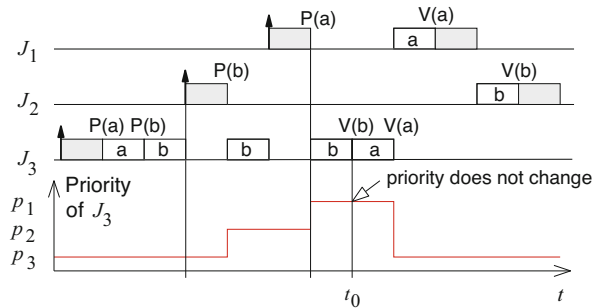 P(a) V(a)
J1 a
P(b) V(b)
J2 b
P(a) P(b) V(b) V(a)
J3 a b b b a
Priority of J3
priority does not change
p1
p2
p3
t0 t